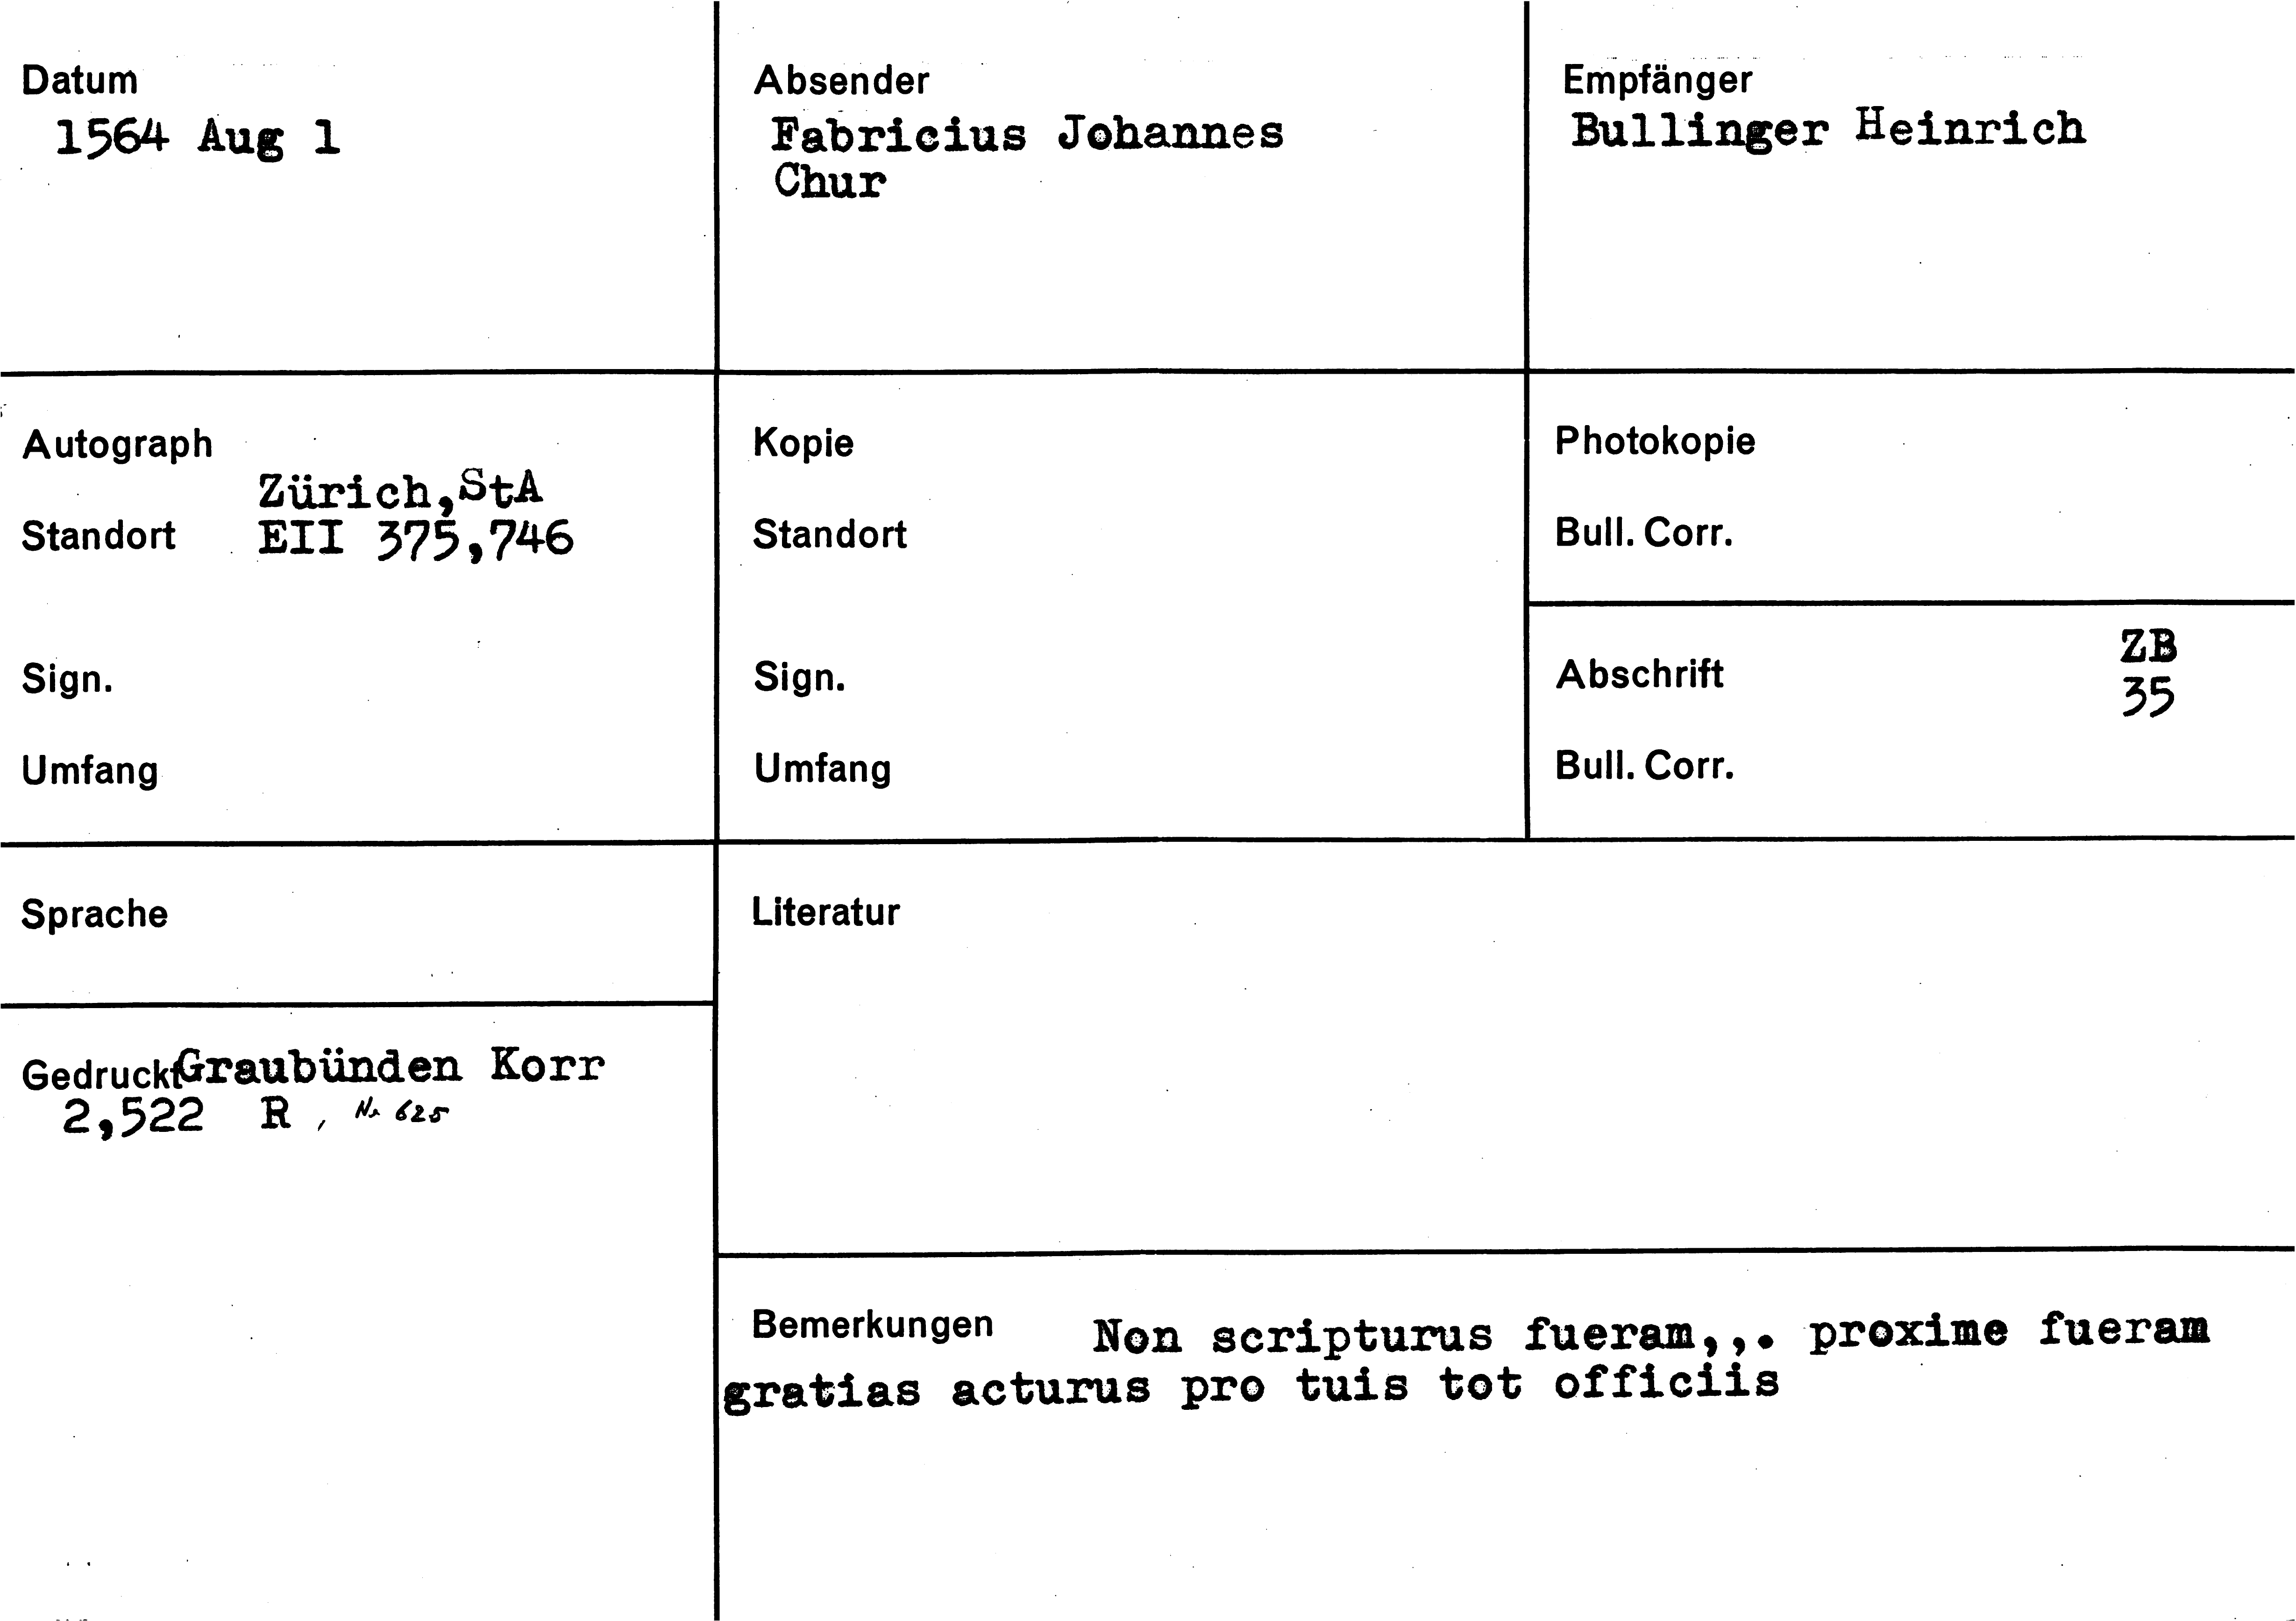 Datum
1564 Aug 1
Absender
Fabricius Johannes
Chur
Empfänger
Bullinger Heinrich
Autograph
Zürich,StA
Standort EII 375,746
Sign.
Umfang
Kopie
Standort
Sign.
Umfang
Photokopie
Bull. Corr.
ZB
Abschrift 35
Bull. Corr.
Sprache
Gedruckt Graubünden Korr
2,522 R , Nr 625
Literatur
Bemerkungen Non scripturus fueram,,. proxime fueram
gratias acturus pro tuis tot officiis